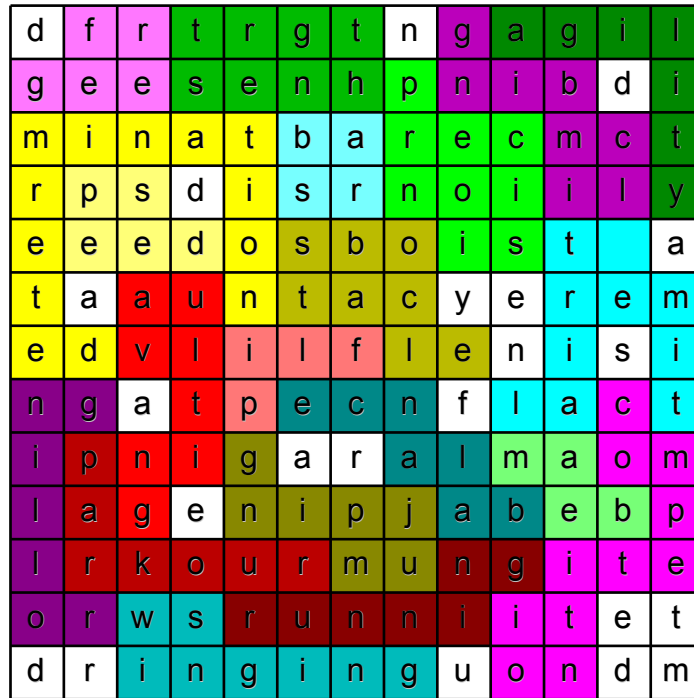 d f r t r g t n g a g i l
g e e s e n h p n i b d i
m i n a t b a r e c m c t
r p s d i s r n o i i l y
e e e d o s b o i s t a
t a a u n t a c y e r e m
e d v l i l f l e n i s i
n g a t p e c n f l a c t
i p n i g a r a l m a o m
l a g e n i p j a b e b p
l r k o u r m u n g i t e
o r w s r u n n i i t e t
d r i n g i n g u o n d m